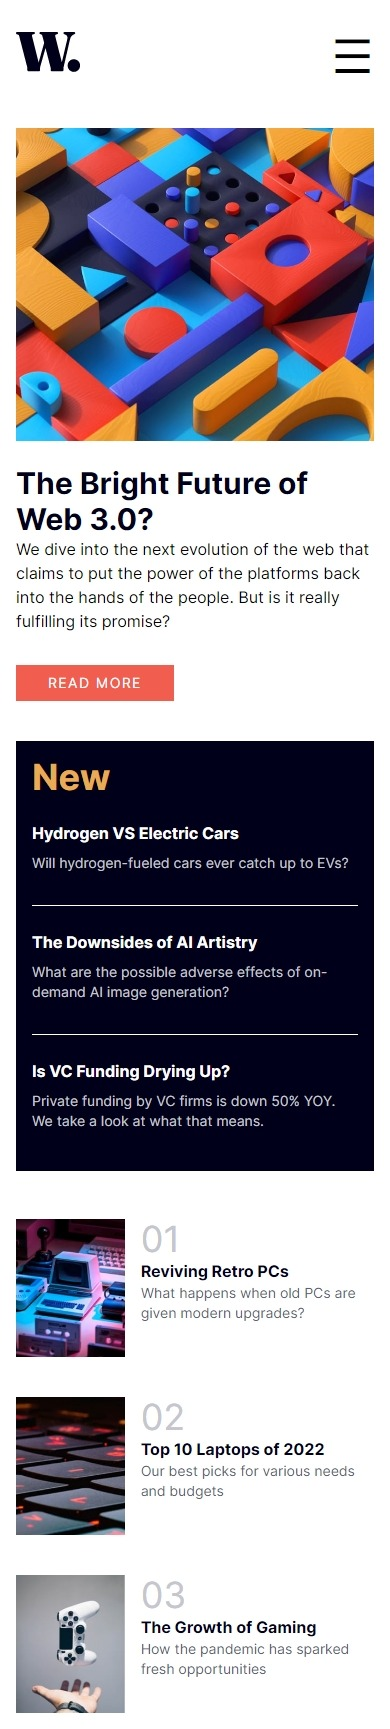 W.
The Bright Future of
Web 3.0?
We dive into the next evolution of the web that
claims to put the power of the platforms back
into the hands of the people. But is it really
fulfilling its promise?
READ MORE
New
Hydrogen VS Electric Cars
Will hydrogen-fueled cars ever catch up to EVs?
The Downsides of AI Artistry
What are the possible adverse effects of on-
demand AI image generation?
Is VC Funding Drying Up?
Private funding by VC firms is down 50% YOY.
We take a look at what that means.
01
Reviving Retro PCs
What happens when old PCs are
given modern upgrades?
02
Top 10 Laptops of 2022
Our best picks for various needs
and budgets
03
The Growth of Gaming
How the pandemic has sparked
fresh opportunities